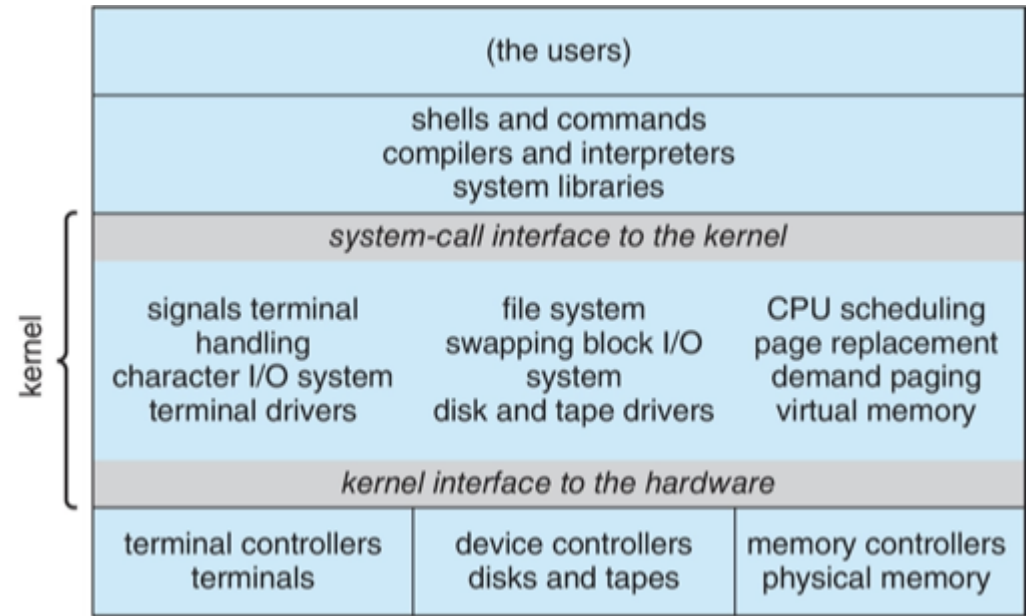 (the users)
shells and commands
compilers and interpreters
system libraries
system-call interface to the kernel
kernel
signals terminal
handling
character I/O system
terminal drivers
file system
swapping block I/O
system
disk and tape drivers
CPU scheduling
page replacement
demand paging
virtual memory
kernel interface to the hardware
terminal controllers
terminals
device controllers
disks and tapes
memory controllers
physical memory